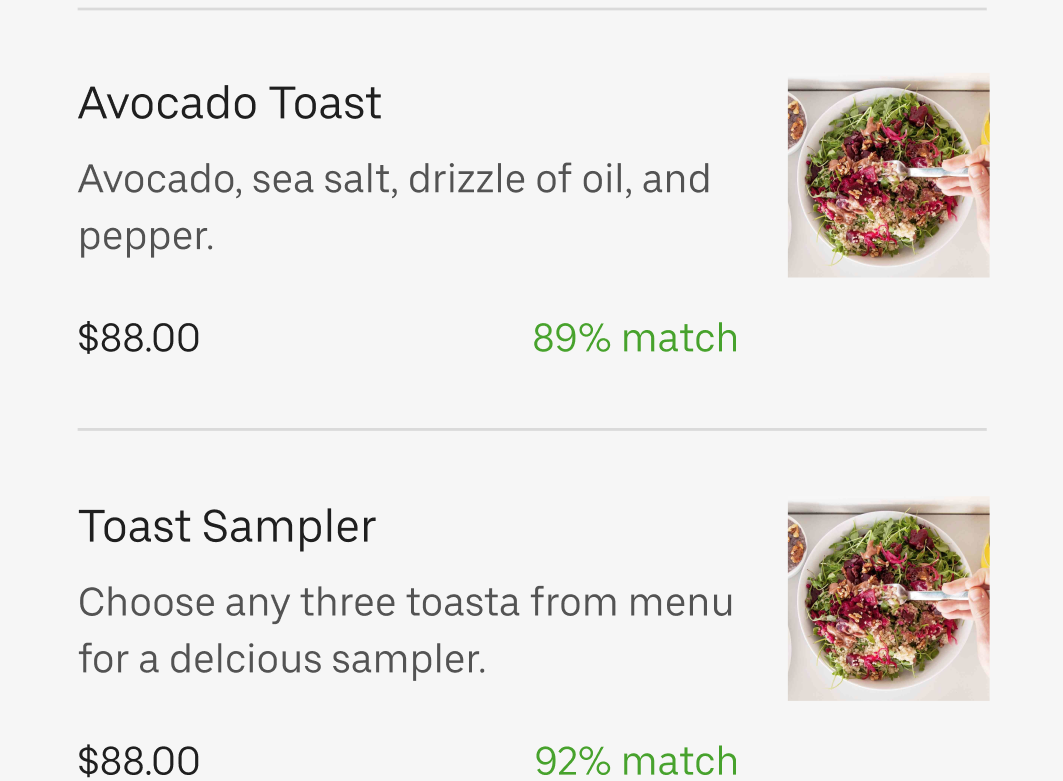 Avocado Toast
Avocado, sea salt, drizzle of oil, and
pepper.
$88.00
89% match
Toast Sampler
Choose any three toasta from menu
for a delcious sampler.
$88.00
92% match